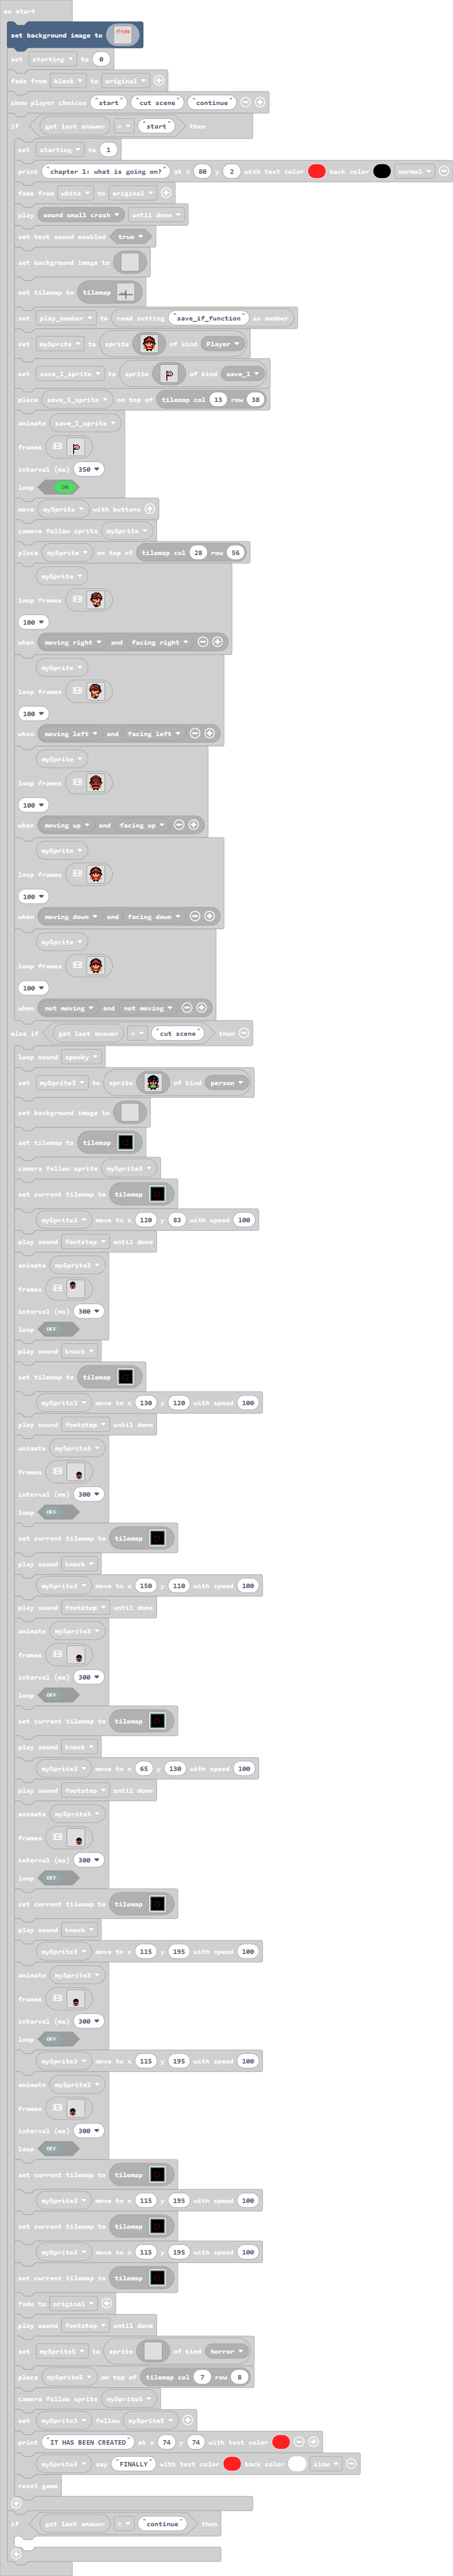 on start
set background image to
set starting to 0
fade from black to original
show player choices "start" "cut scene" "continue"
if get last answer = "start" then
set starting to 1
print "chapter 1: what is going on?" at x 80 y 2 with text color back color normal
fade from white to original
play sound small crash until done
set text sound enabled true
set background image to
set tilemap to tilemap
set play_number to read setting "save_if_function" as number
set mySprite to sprite of kind Player
set save_1_sprite to sprite of kind save_1
place save_1_sprite on top of tilemap col 13 row 38
animate save_1_sprite
frames
interval (ms) 350
loop ON
move mySprite with buttons
camera follow sprite mySprite
place mySprite on top of tilemap col 28 row 56
mySprite
loop frames
100
when moving right and facing right
mySprite
loop frames
100
when moving left and facing left
mySprite
loop frames
100
when moving up and facing up
mySprite
loop frames
100
when moving down and facing down
mySprite
loop frames
100
when not moving and not moving
else if get last answer = "cut scene" then
loop sound spooky
set mySprite3 to sprite of kind person
set background image to
set tilemap to tilemap
camera follow sprite mySprite3
set current tilemap to tilemap
mySprite3 move to x 120 y 83 with speed 100
play sound footstep until done
animate mySprite3
frames
interval (ms) 300
loop OFF
play sound knock
set tilemap to tilemap
mySprite3 move to x 130 y 120 with speed 100
play sound footstep until done
animate mySprite3
frames
interval (ms) 300
loop OFF
set current tilemap to tilemap
play sound knock
mySprite3 move to x 150 y 110 with speed 100
play sound footstep until done
animate mySprite3
frames
interval (ms) 300
loop OFF
set current tilemap to tilemap
play sound knock
mySprite3 move to x 65 y 130 with speed 100
play sound footstep until done
animate mySprite3
frames
interval (ms) 300
loop OFF
set current tilemap to tilemap
play sound knock
mySprite3 move to x 115 y 195 with speed 100
animate mySprite3
frames
interval (ms) 300
loop OFF
mySprite3 move to x 115 y 195 with speed 100
animate mySprite3
frames
interval (ms) 300
loop OFF
set current tilemap to tilemap
mySprite3 move to x 115 y 195 with speed 100
set current tilemap to tilemap
mySprite3 move to x 115 y 195 with speed 100
set current tilemap to tilemap
fade to original
play sound footstep until done
set mySprite5 to sprite of kind horror
place mySprite5 on top of tilemap col 7 row 8
camera follow sprite mySprite5
set mySprite3 follow mySprite5
print "IT HAS BEEN CREATED" at x 74 y 74 with text color
mySprite3 say "FINALLY" with text color back color slow
reset game
if get last answer = "continue" then